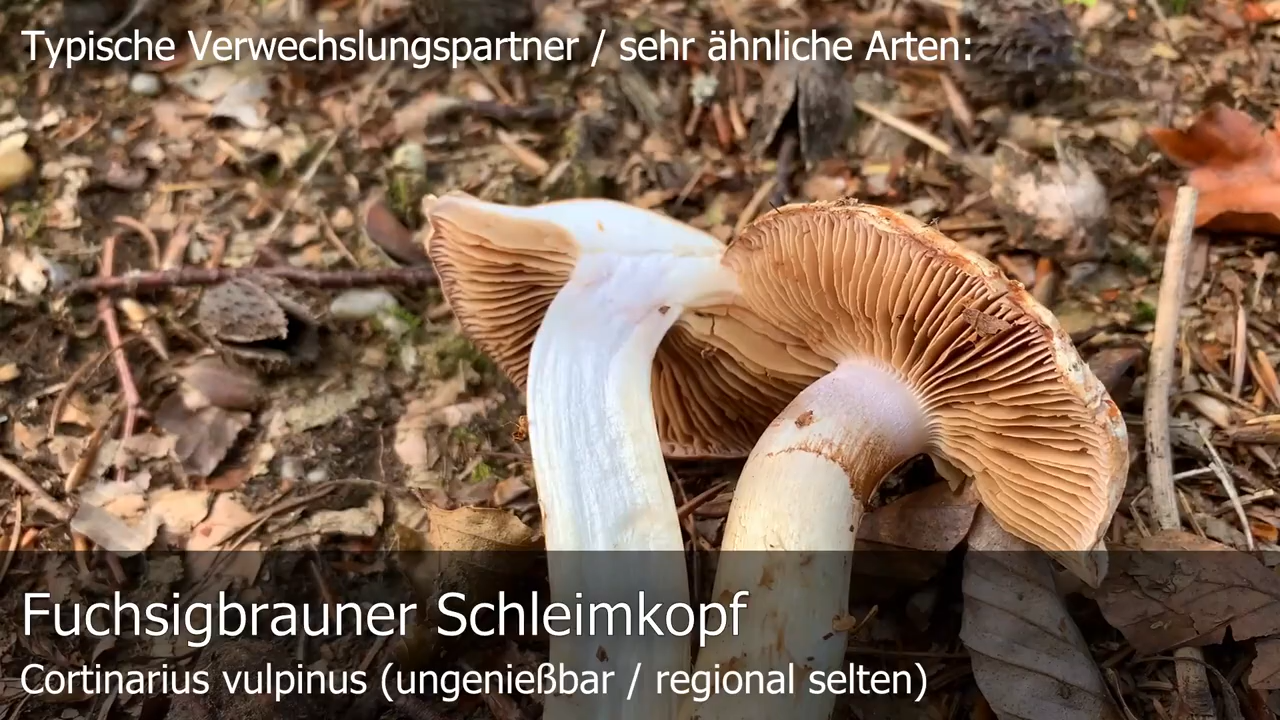 Typische Verwechslungspartner / sehr ähnliche Arten:
Fuchsigbrauner Schleimkopf
Cortinarius vulpinus (ungenießbar / regional selten)